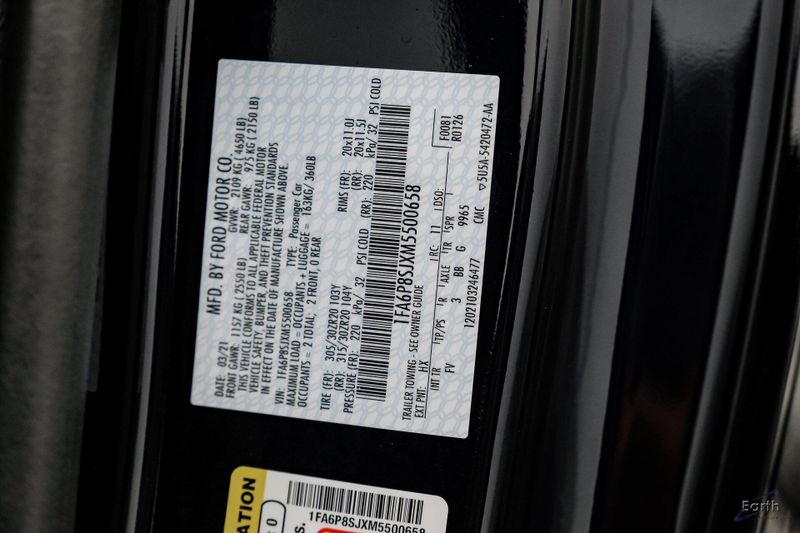 MFD. BY FORD MOTOR CO
DATE: 03/21 GVWR: 2109 KG ( 4650 LB)
FRONT GAWR: 1157 KG ( 2550 LB) REAR GAWR: 975 KG ( 2150 LB)
THIS VEHICLE CONFORMS TO ALL APPLICABLE FEDERAL MOTOR
VEHICLE SAFETY, BUMPER, AND THEFT PREVENTION STANDARDS
IN EFFECT ON THE DATE OF MANUFACTURE SHOWN ABOVE.
VIN: 1FA6P8SJXM5500658 TYPE: Passenger Car
MAXIMUM LOAD = OCCUPANTS + LUGGAGE = 163KG/ 360LB
OCCUPANTS = 2 TOTAL; 2 FRONT, 0 REAR
TIRE (FR): 305/30ZR20 103Y RIMS (FR): 20x11.0J
(RR): 315/30ZR20 104Y (RR): 20x11.5J
PRESSURE (FR): 220 kPa/ 32 PSI COLD (RR): 220 kPa/ 32 PSI COLD
1FA6P8SJXM5500658
TRAILER TOWING - SEE OWNER GUIDE
F0081
EXT PNT: HX RC: 11 DSO: R0126
INT TR TP/PS R AXLE TR SPR
FV 3 BB G 9965
1202103246477 CMC 5U5A-5420472-AA
1FA6P8SJXM5500658
Earth